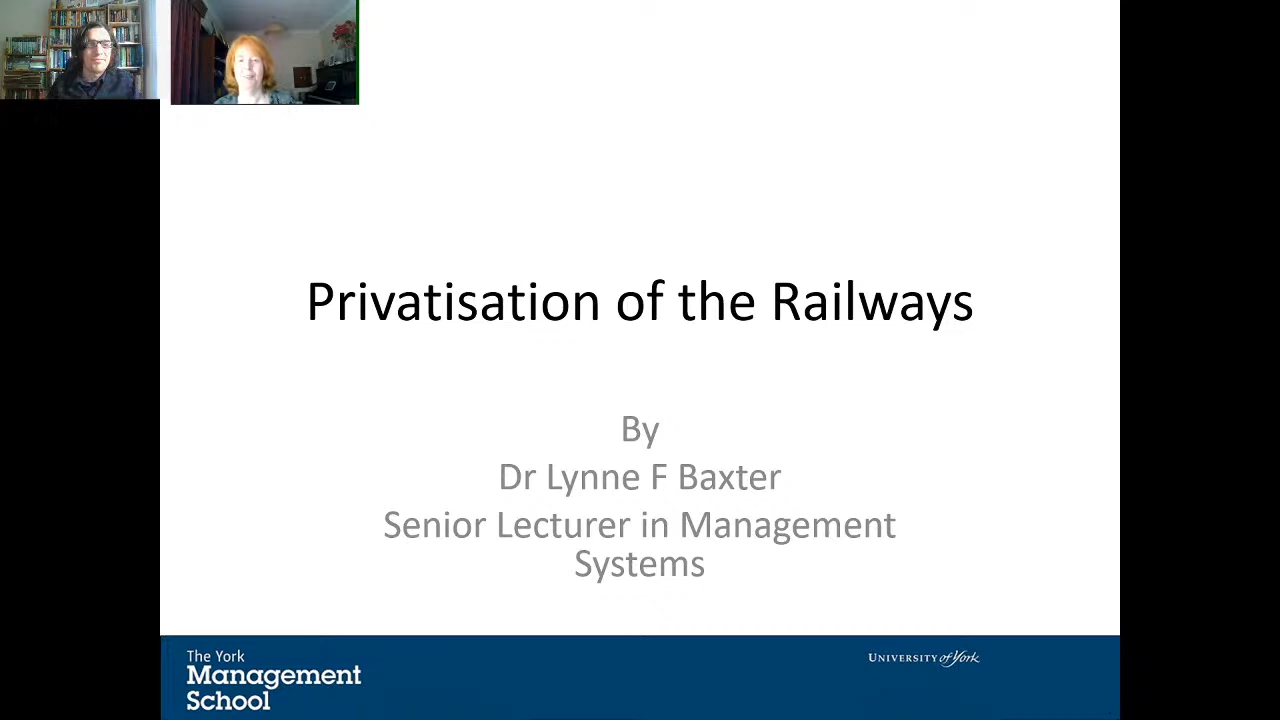 Privatisation of the Railways
By
Dr Lynne F Baxter
Senior Lecturer in Management
Systems
The York
Management
School
UNIVERSITY of York